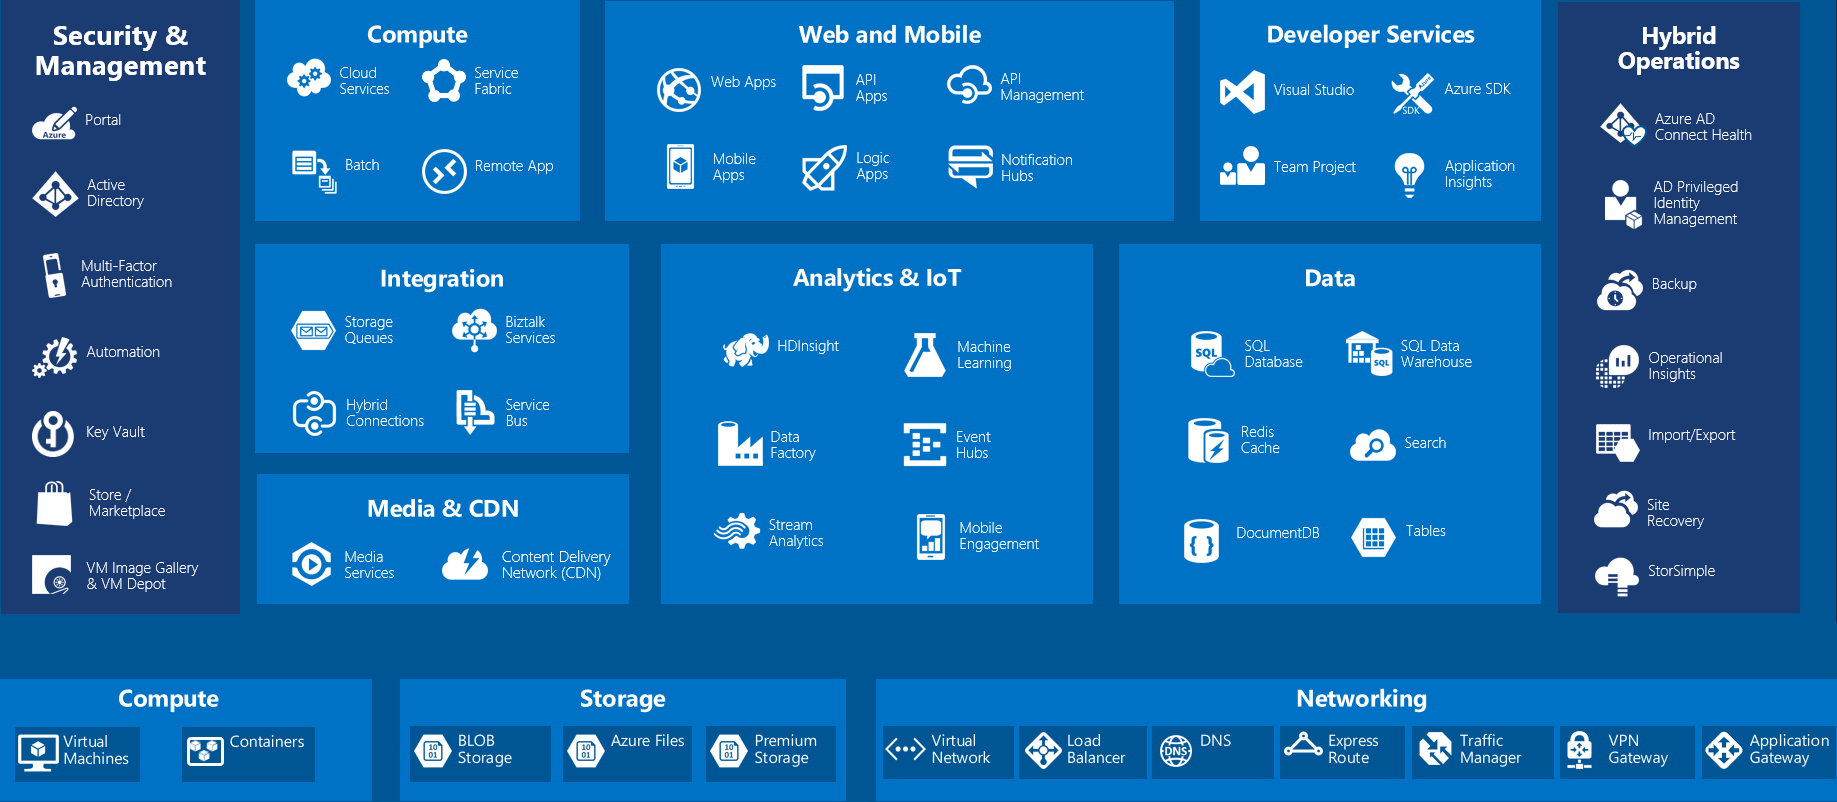 Security &
Management
Portal
Azure
Active
Directory
Multi-Factor
Authentication
Automation
Key Vault
Store /
Marketplace
VM Image Gallery
& VM Depot
Compute
Cloud
Services
Service
Fabric
Batch
Remote App
Web and Mobile
Web Apps
API
Apps
API
Management
Mobile
Apps
Logic
Apps
Notification
Hubs
Developer Services
Visual Studio
Azure SDK
SDK
Team Project
Application
Insights
Hybrid
Operations
Azure AD
Connect Health
AD Privileged
Identity
Management
Backup
Operational
Insights
Import/Export
Site
Recovery
StorSimple
Integration
Storage
Queues
Biztalk
Services
Hybrid
Connections
Service
Bus
Media & CDN
Media
Services
Content Delivery
Network (CDN)
Analytics & IoT
HDInsight
Machine
Learning
Data
Factory
Event
Hubs
Stream
Analytics
Mobile
Engagement
Data
SQL
SQL
Database
SQL
SQL Data
Warehouse
Redis
Cache
Search
{ }
DocumentDB
Tables
Compute
Virtual
Machines
Containers
Storage
10
01
BLOB
Storage
10
01
Azure Files
10
01
Premium
Storage
Networking
Virtual
Network
Load
Balancer
DNS
DNS
Express
Route
Traffic
Manager
VPN
Gateway
Application
Gateway